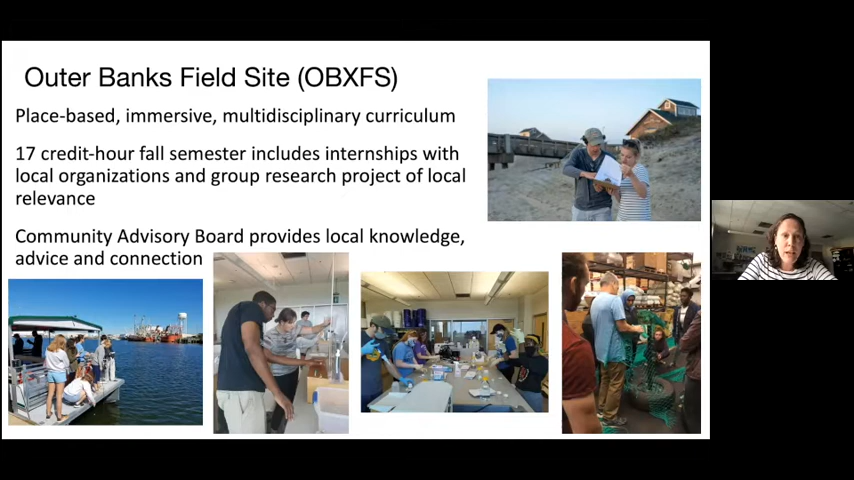 Outer Banks Field Site (OBXFS)
Place-based, immersive, multidisciplinary curriculum
17 credit-hour fall semester includes internships with
local organizations and group research project of local
relevance
Community Advisory Board provides local knowledge,
advice and connection